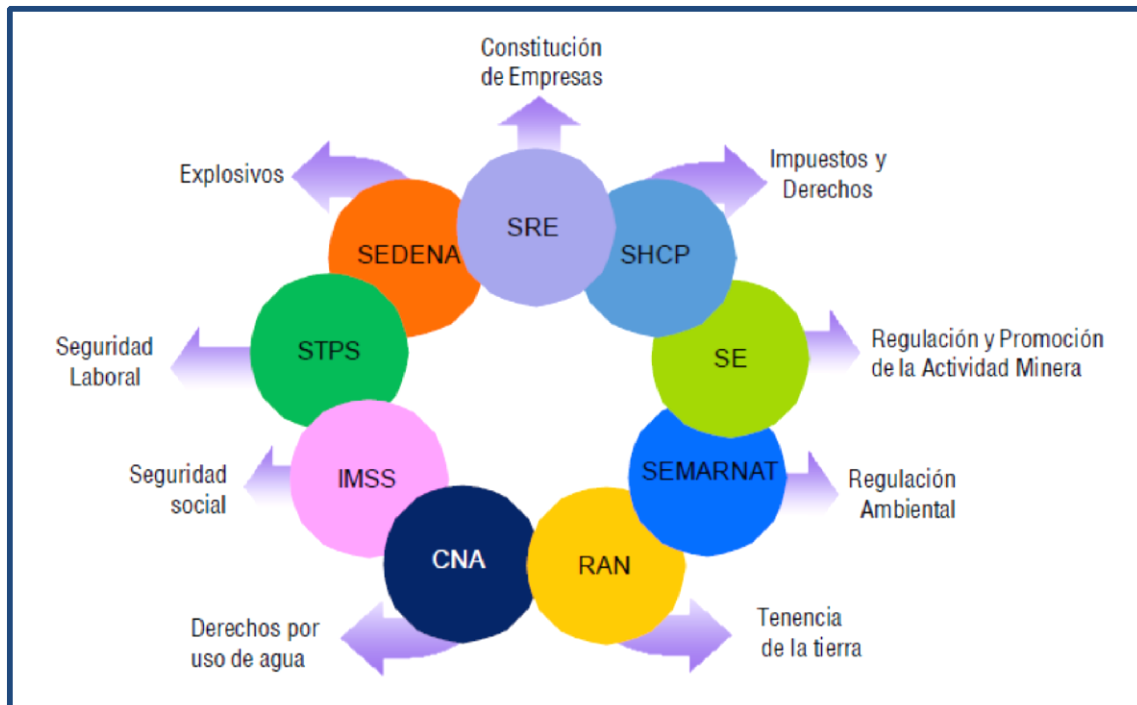 Constitución
de Empresas
Explosivos
Impuestos y
Derechos
SRE
SEDENA
SHCP
Seguridad
Laboral
STPS
SE
Regulación y Promoción
de la Actividad Minera
Seguridad
social
IMSS
SEMARNAT
Regulación
Ambiental
CNA
RAN
Derechos por
uso de agua
Tenencia
de la tierra